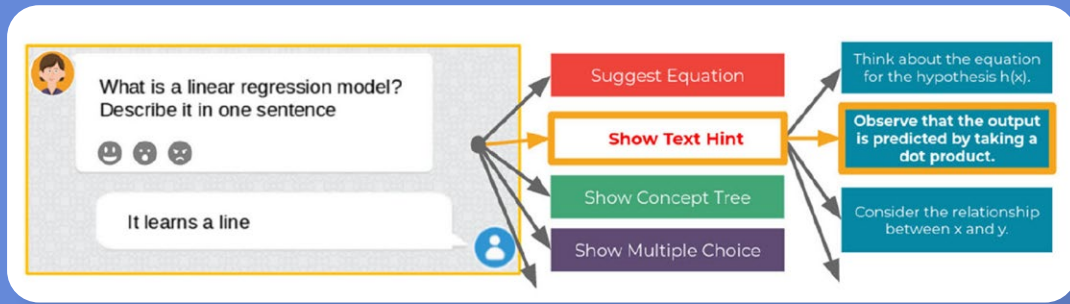 What is a linear regression model?
Describe it in one sentence
It learns a line
Suggest Equation
Show Text Hint
Show Concept Tree
Show Multiple Choice
Think about the equation
for the hypothesis h(x).
Observe that the output
is predicted by taking a
dot product.
Consider the relationship
between x and y.